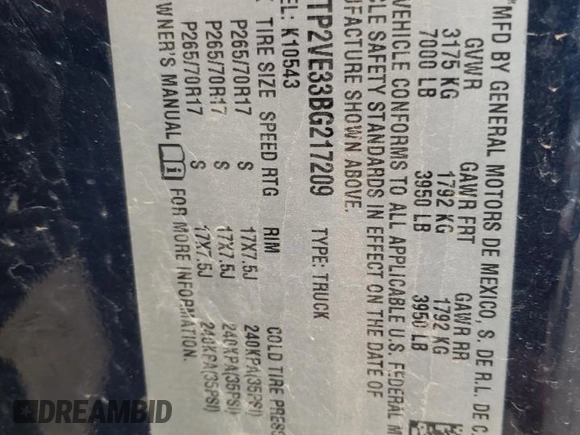 MFD BY GENERAL MOTORS DE MEXICO, S. DE R.L. DE C.
GVWR GAWR FRT GAWR RR
3175 KG 1792 KG 1792 KG
7000 LB 3950 LB 3950 LB
VEHICLE CONFORMS TO ALL APPLICABLE U.S. FEDERAL M
CLE SAFETY STANDARDS IN EFFECT ON THE DATE OF
UFACTURE SHOWN ABOVE.
TP2VE33BG217209 TYPE: TRUCK
EL: K10543
TIRE SIZE SPEED RTG RIM COLD TIRE PRESS
P265/70R17 S 17X7.5J 240KPA(35PSI)
P265/70R17 S 17X7.5J 240KPA(35PSI)
P265/70R17 S 17X7.5J 240KPA(35PSI)
OWNER'S MANUAL i FOR MORE INFORMATION.
DREAMBID